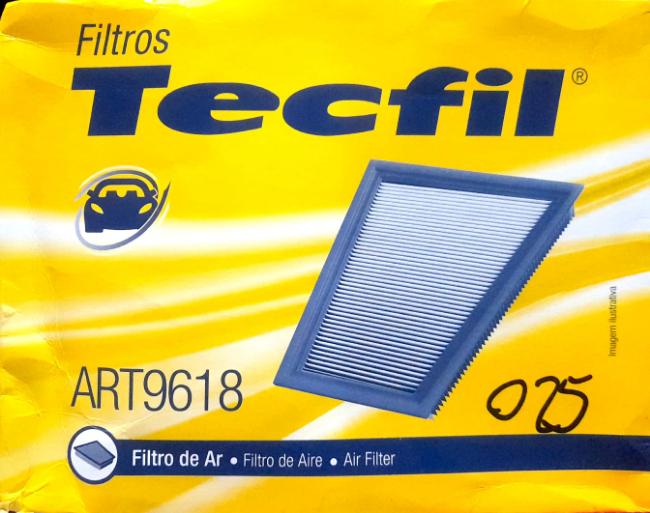 Filtros
Tecfil®
Imagem ilustrativa
ART9618
025
Filtro de Ar • Filtro de Aire • Air Filter